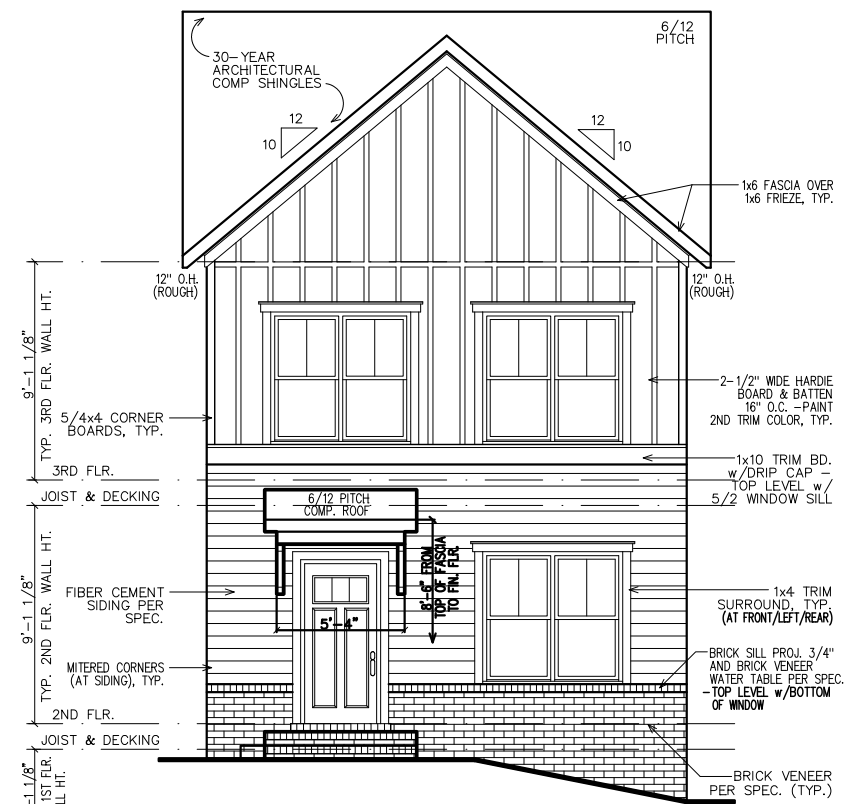 6/12
PITCH
30-YEAR
ARCHITECTURAL
COMP SHINGLES
12
10
12
10
1x6 FASCIA OVER
1x6 FRIEZE, TYP.
12" O.H.
(ROUGH)
12" O.H.
(ROUGH)
9'-1 1/8"
TYP. 3RD FLR. WALL HT.
2-1/2" WIDE HARDIE
BOARD & BATTEN
16" O.C. -PAINT
2ND TRIM COLOR, TYP.
5/4x4 CORNER
BOARDS, TYP.
1x10 TRIM BD.
w/DRIP CAP -
TOP LEVEL w/
5/2 WINDOW SILL
3RD FLR.
JOIST & DECKING
6/12 PITCH
COMP. ROOF
8'-6" FROM
TOP OF FASCIA
TO FIN. FLR.
9'-1 1/8"
TYP. 2ND FLR. WALL HT.
FIBER CEMENT
SIDING PER
SPEC.
5'-4"
1x4 TRIM
SURROUND, TYP.
(AT FRONT/LEFT/REAR)
MITERED CORNERS
(AT SIDING), TYP.
BRICK SILL PROJ. 3/4"
AND BRICK VENEER
WATER TABLE PER SPEC.
-TOP LEVEL w/BOTTOM
OF WINDOW
2ND FLR.
JOIST & DECKING
-1 1/8"
1ST FLR.
LL HT.
BRICK VENEER
PER SPEC. (TYP.)